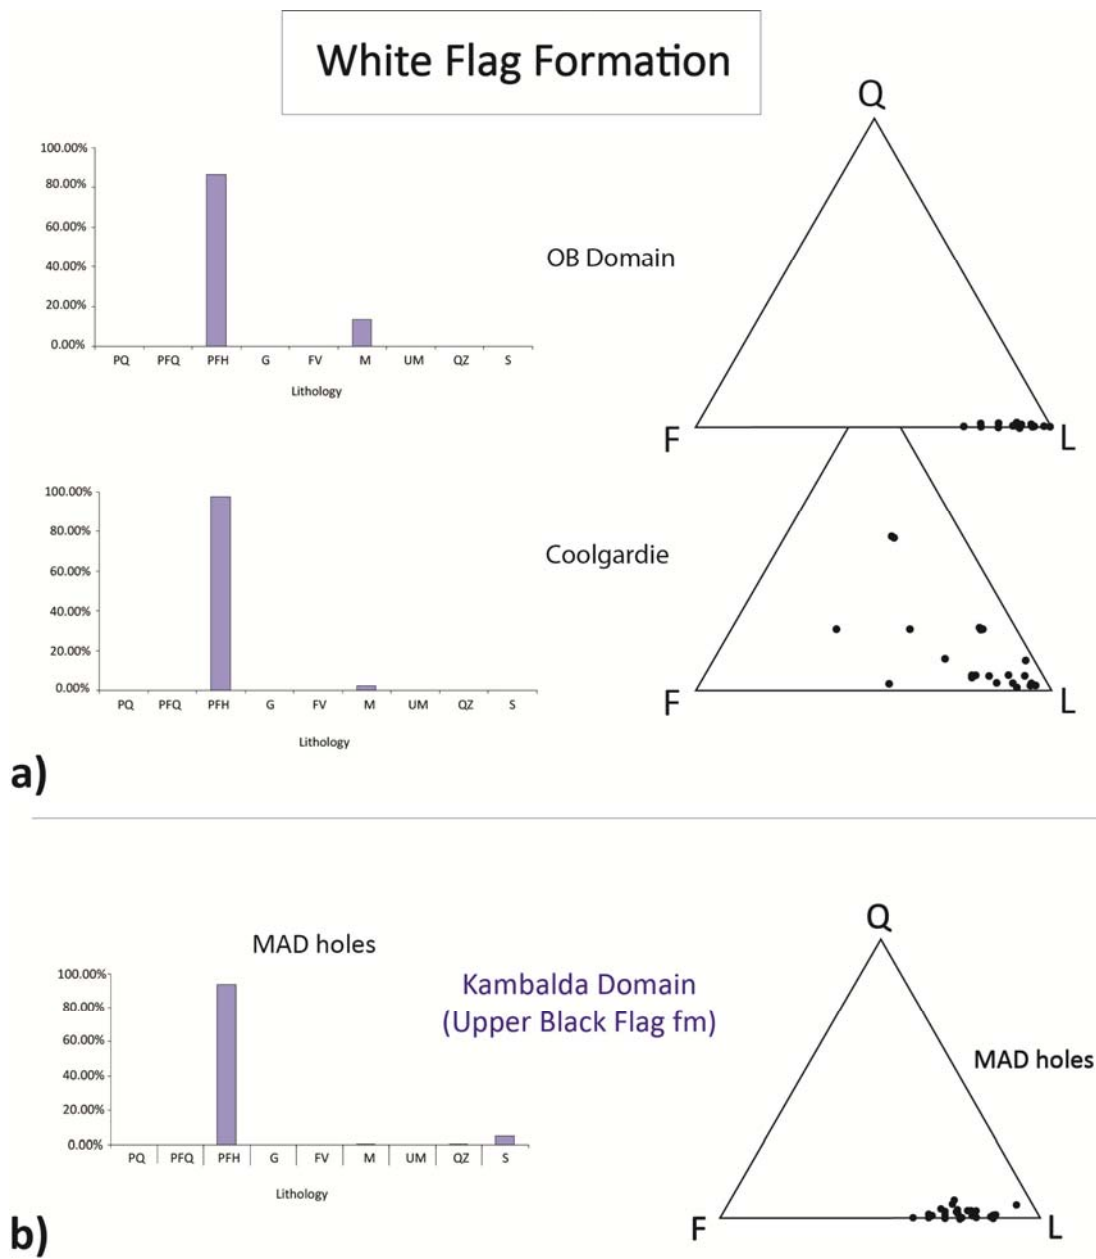 White Flag Formation
Q
100.00%
80.00%
60.00%
40.00%
20.00%
0.00%
PQ PFQ PFH G FV M UM QZ S
Lithology
OB Domain
F L
100.00%
80.00%
60.00%
40.00%
20.00%
0.00%
PQ PFQ PFH G FV M UM QZ S
Lithology
Coolgardie
F L
a)
MAD holes
100.00%
80.00%
60.00%
40.00%
20.00%
0.00%
PQ PFQ PFH G FV M UM QZ S
Lithology
Kambalda Domain
(Upper Black Flag fm)
Q
MAD holes
F L
b)